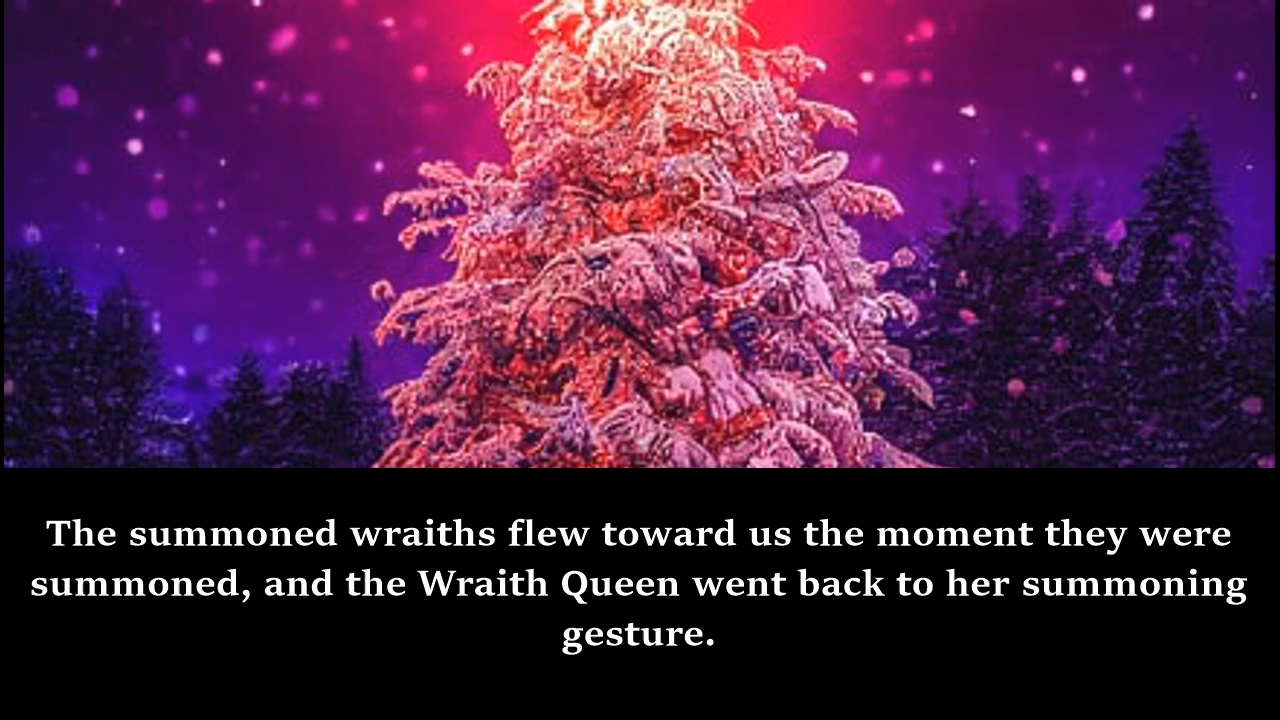 The summoned wraiths flew toward us the moment they were
summoned, and the Wraith Queen went back to her summoning
gesture.